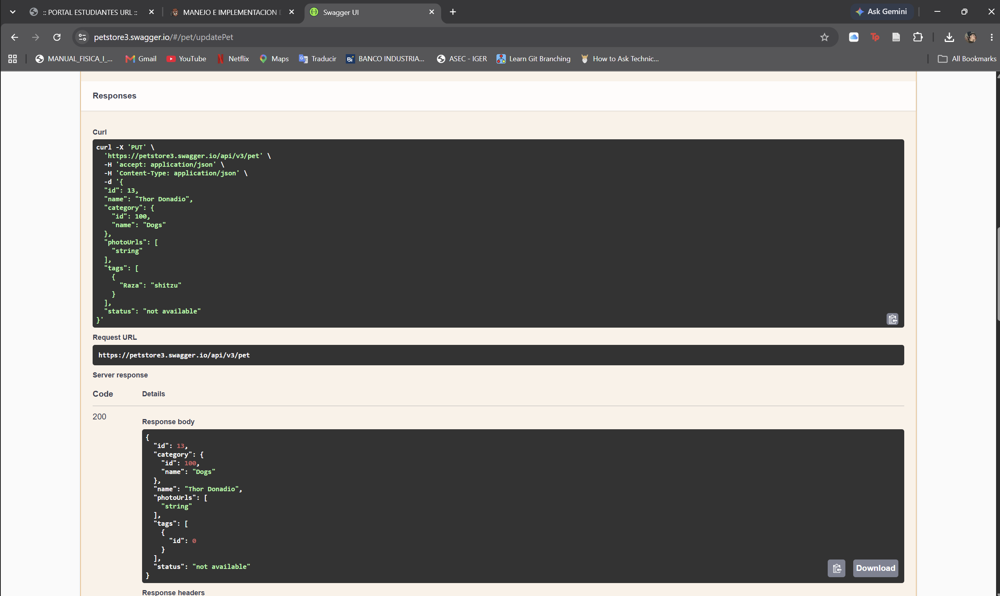 :: PORTAL ESTUDIANTES URL ::
MANEJO E IMPLEMENTACION
Swagger UI
Ask Gemini
petstore3.swagger.io/#/pet/updatePet
MANUAL_FISICA_I_...
Gmail
YouTube
Netflix
Maps
Traducir
BANCO INDUSTRIA...
ASEC - IGER
Learn Git Branching
How to Ask Technic...
All Bookmarks
Responses
Curl
curl -X 'PUT' \
'https://petstore3.swagger.io/api/v3/pet' \
-H 'accept: application/json' \
-H 'Content-Type: application/json' \
-d '{
"id": 13,
"name": "Thor Donadio",
"category": {
"id": 100,
"name": "Dogs"
},
"photoUrls": [
"string"
],
"tags": [
{
"Raza": "shitzu"
}
],
"status": "not available"
}'
Request URL
https://petstore3.swagger.io/api/v3/pet
Server response
Code Details
200
Response body
{
"id": 13,
"category": {
"id": 100,
"name": "Dogs"
},
"name": "Thor Donadio",
"photoUrls": [
"string"
],
"tags": [
{
"id": 0
}
],
"status": "not available"
}
Download
Response headers